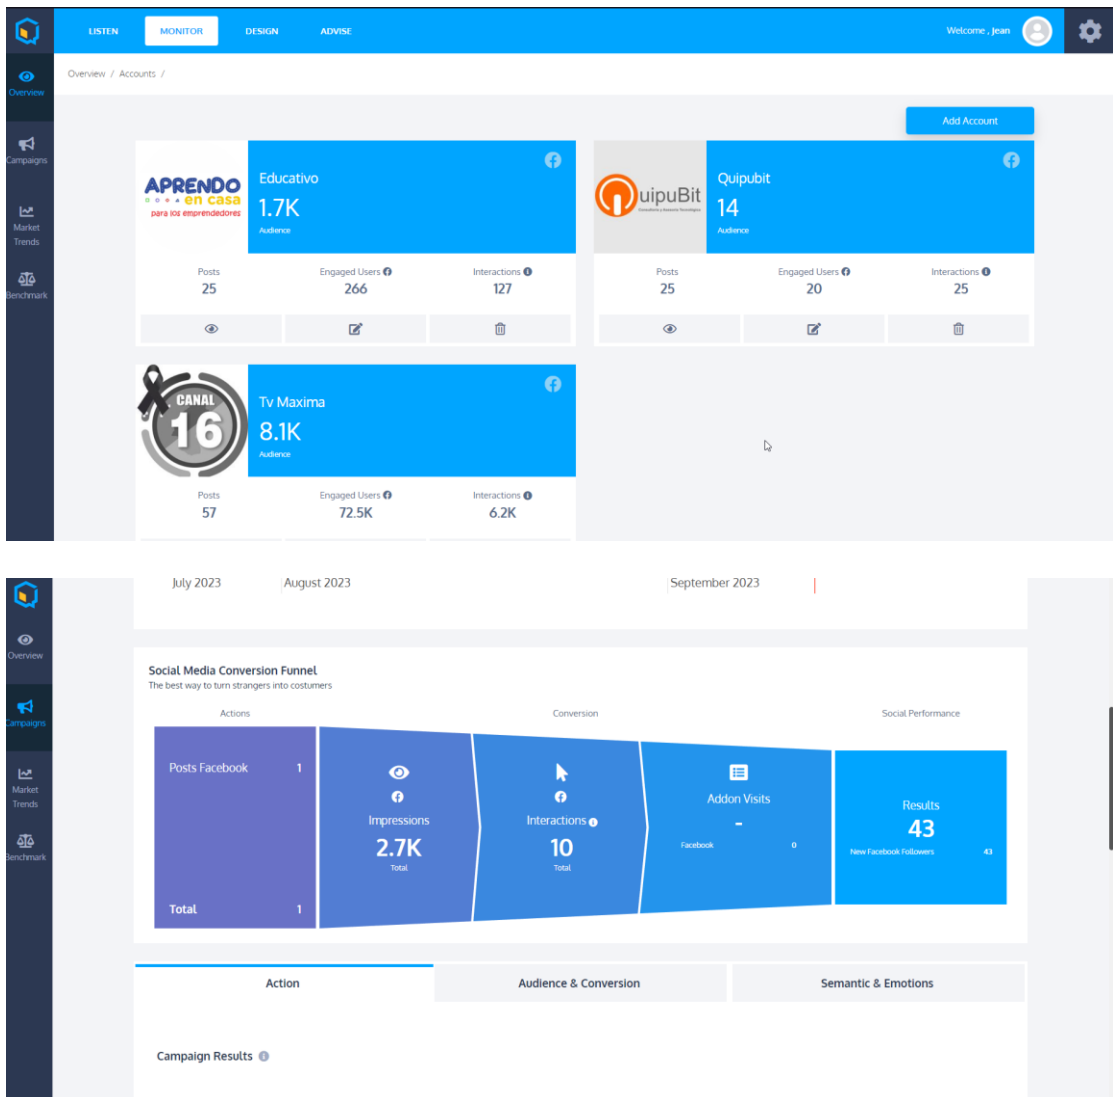 LISTEN
MONITOR
DESIGN
ADVISE
Welcome , jean
Overview
Campaigns
Market
Trends
Benchmark
Overview / Accounts /
Add Account
APRENDO
en casa
para los emprendedores
Educativo
1.7K
Audience
Posts
25
Engaged Users
266
Interactions
127
uipuBit
Quipubit
14
Audience
Posts
25
Engaged Users
20
Interactions
25
CANAL
16
Tv Maxima
8.1K
Audience
Posts
57
Engaged Users
72.5K
Interactions
6.2K
Overview
Campaigns
Market
Trends
Benchmark
July 2023
August 2023
September 2023
Social Media Conversion Funnel
The best way to turn strangers into costumers
Actions
Conversion
Social Performance
Posts Facebook 1
Total 1
Impressions
2.7K
Total
Interactions
10
Total
Addon Visits
-
Facebook 0
Results
43
New Facebook Followers 43
Action
Audience & Conversion
Semantic & Emotions
Campaign Results